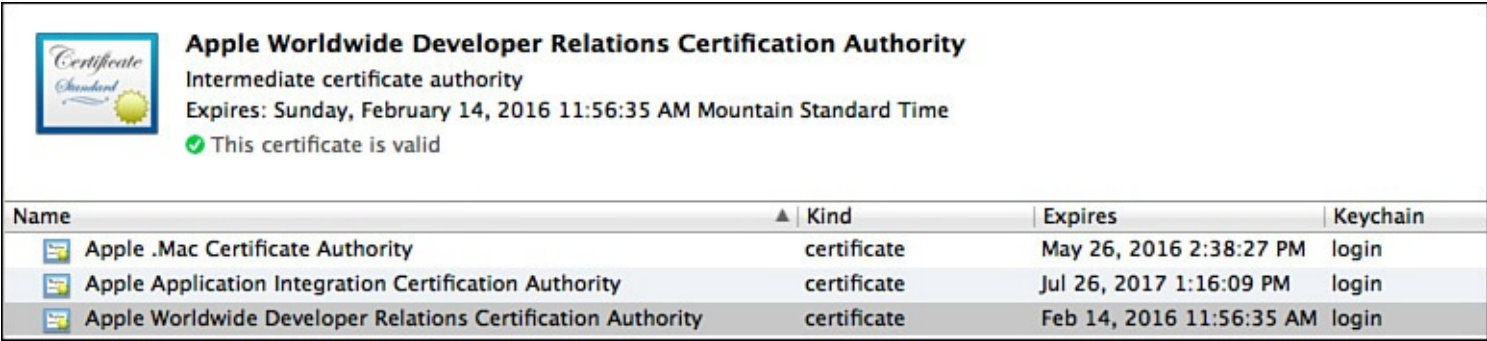 Certificate
Standard
Apple Worldwide Developer Relations Certification Authority
Intermediate certificate authority
Expires: Sunday, February 14, 2016 11:56:35 AM Mountain Standard Time
This certificate is valid
Name Kind Expires Keychain
Apple .Mac Certificate Authority certificate May 26, 2016 2:38:27 PM login
Apple Application Integration Certification Authority certificate Jul 26, 2017 1:16:09 PM login
Apple Worldwide Developer Relations Certification Authority certificate Feb 14, 2016 11:56:35 AM login